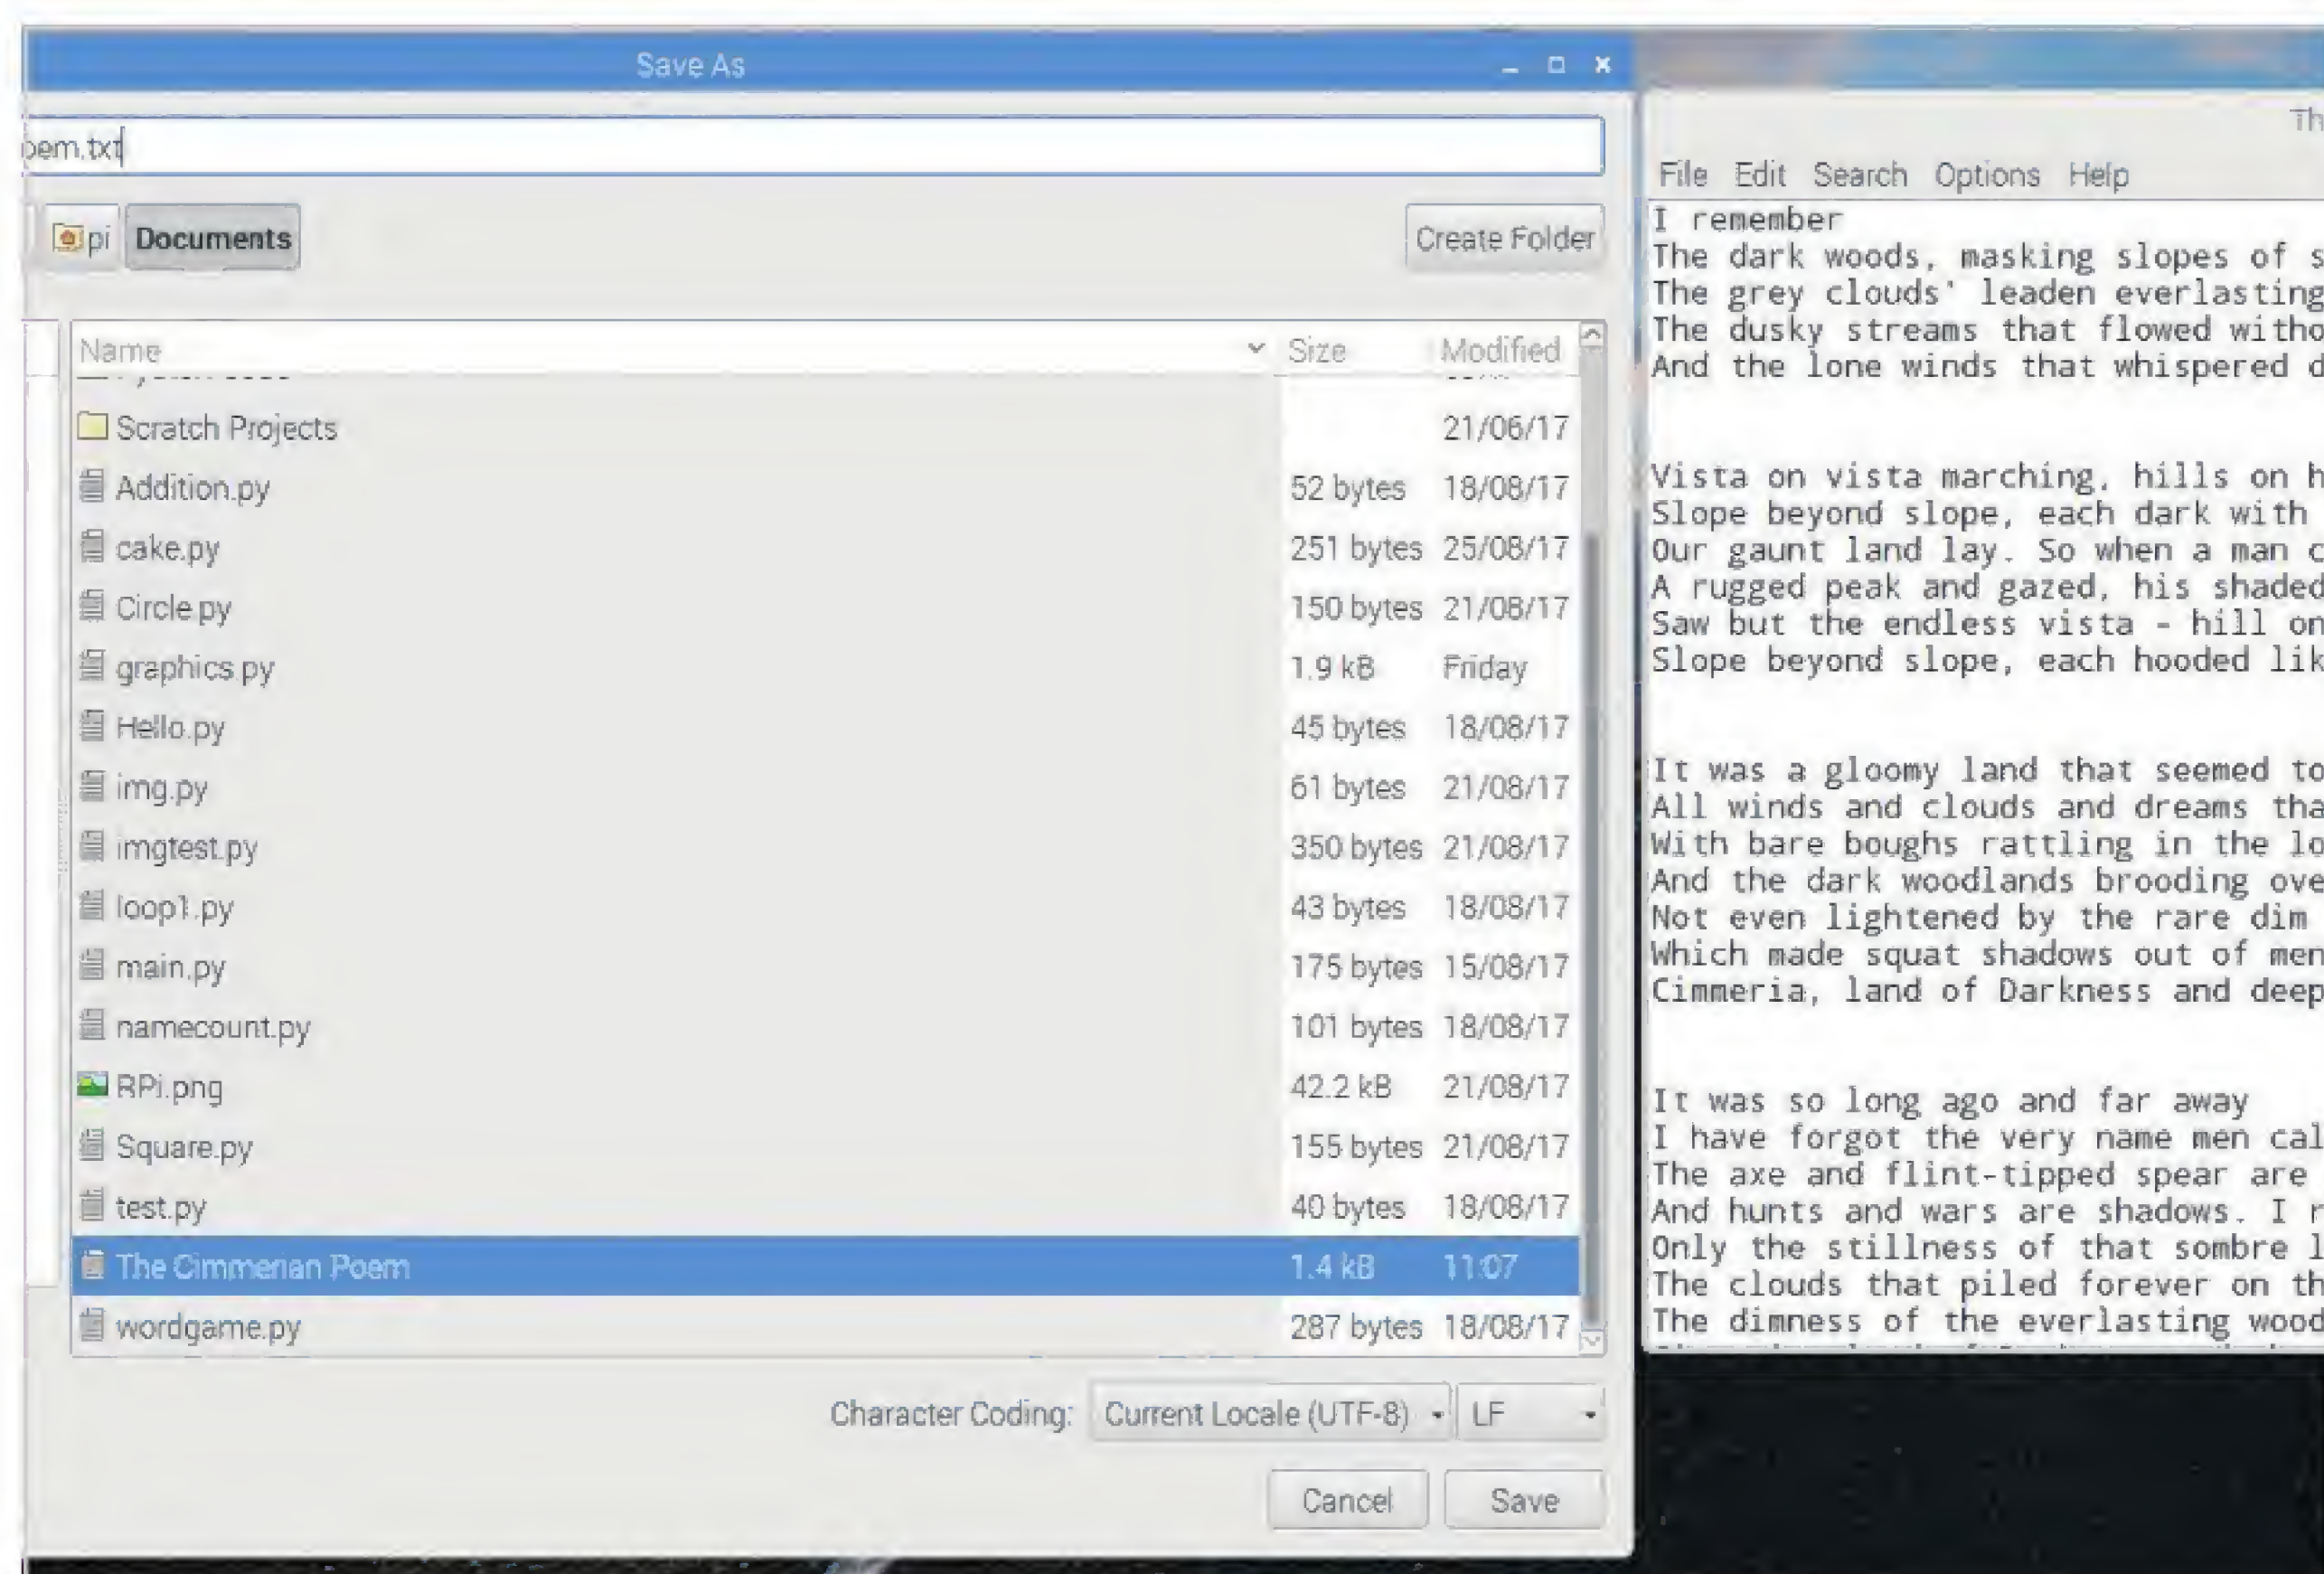 Save As
oem.txt
pi Documents Create Folder
Name Size Modified
Scratch Projects 21/06/17
Addition.py 52 bytes 18/08/17
cake.py 251 bytes 25/08/17
Circle.py 150 bytes 21/08/17
graphics.py 1.9 kB Friday
Hello.py 45 bytes 18/08/17
img.py 61 bytes 21/08/17
imgtest.py 350 bytes 21/08/17
loop1.py 43 bytes 18/08/17
main.py 175 bytes 15/08/17
namecount.py 101 bytes 18/08/17
RPi.png 42.2 kB 21/08/17
Square.py 155 bytes 21/08/17
test.py 40 bytes 18/08/17
The Cimmerian Poem 1.4 kB 11:07
wordgame.py 287 bytes 18/08/17
Character Coding: Current Locale (UTF-8) LF
Cancel Save
Th
File Edit Search Options Help
I remember
The dark woods, masking slopes of s
The grey clouds' leaden everlasting
The dusky streams that flowed witho
And the lone winds that whispered d
Vista on vista marching, hills on h
Slope beyond slope, each dark with
Our gaunt land lay. So when a man c
A rugged peak and gazed, his shaded
Saw but the endless vista - hill on
Slope beyond slope, each hooded lik
It was a gloomy land that seemed to
All winds and clouds and dreams tha
With bare boughs rattling in the lo
And the dark woodlands brooding ove
Not even lightened by the rare dim
Which made squat shadows out of men
Cimmeria, land of Darkness and deep
It was so long ago and far away
I have forgot the very name men cal
The axe and flint-tipped spear are
And hunts and wars are shadows. I r
Only the stillness of that sombre l
The clouds that piled forever on th
The dimness of the everlasting wood